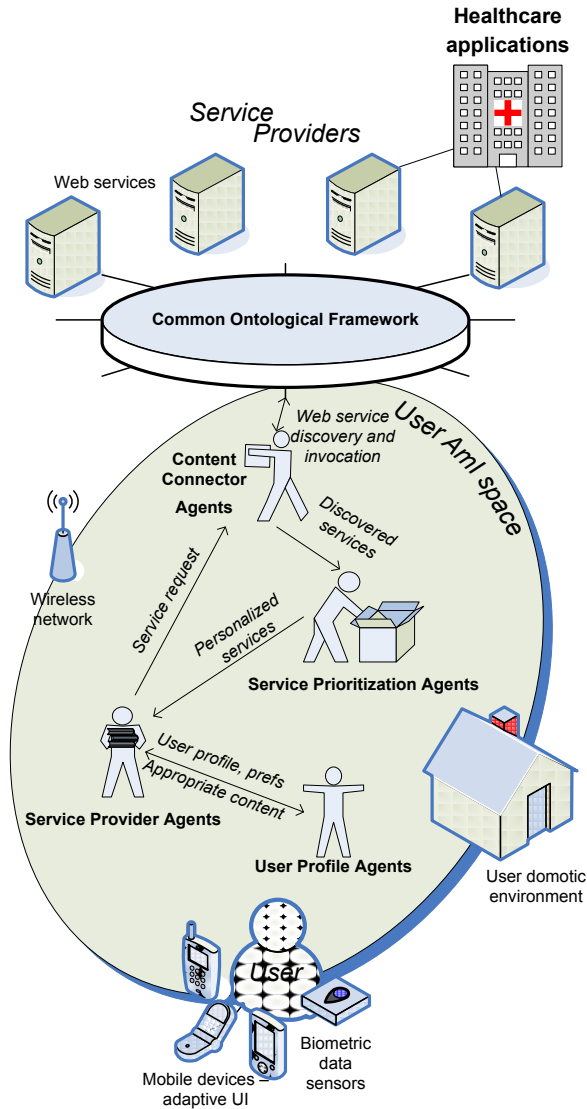 Healthcare
applications
Service
Providers
Web services
Common Ontological Framework
User AmI space
Web service
discovery and
invocation
Content
Connector
Agents
Discovered
services
Wireless
network
Service request
Personalized
services
Service Prioritization Agents
User profile, prefs
Appropriate content
Service Provider Agents
User Profile Agents
User domotic
environment
User
Biometric
data
sensors
Mobile devices –
adaptive UI